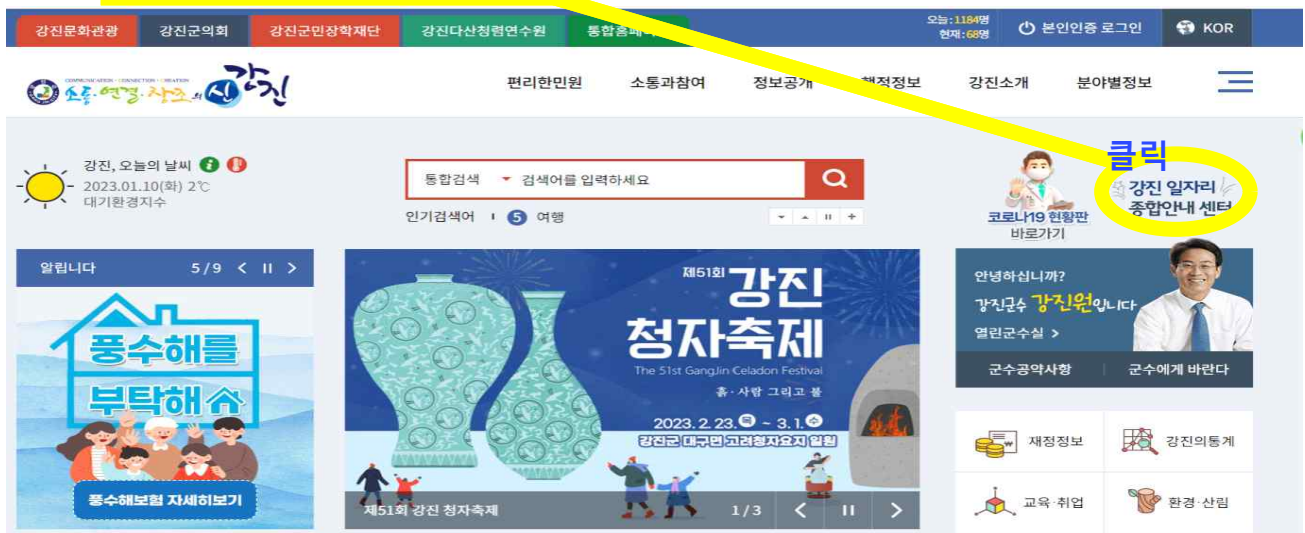 강진문화관광 강진군의회 강진군민장학재단 강진다산청렴연수원
오늘:1184명
현재:68명
본인인증 로그인 KOR
COMMUNICATION · CONNECTION · CREATION
소통·연결·창조의 신 강진
편리한민원 소통과참여 정보공개 행정정보 강진소개 분야별정보
강진, 오늘의 날씨
2023.01.10(화) 2℃
대기환경지수
통합검색 검색어를 입력하세요
인기검색어 5 여행
코로나19 현황판
바로가기
클릭
강진 일자리
종합안내 센터
알립니다 5/9
풍수해를
부탁해
풍수해보험 자세히보기
제51회 강진
청자축제
The 51st GangJin Celadon Festival
흙·사람 그리고 불
2023. 2. 23. 목 ~ 3. 1. 수
강진군 대구면 고려청자요지 일원
제51회 강진 청자축제 1/3
안녕하십니까?
강진군수 강진원입니다
열린군수실 >
군수공약사항 군수에게 바란다
재정정보 강진의통계
교육·취업 환경·산림